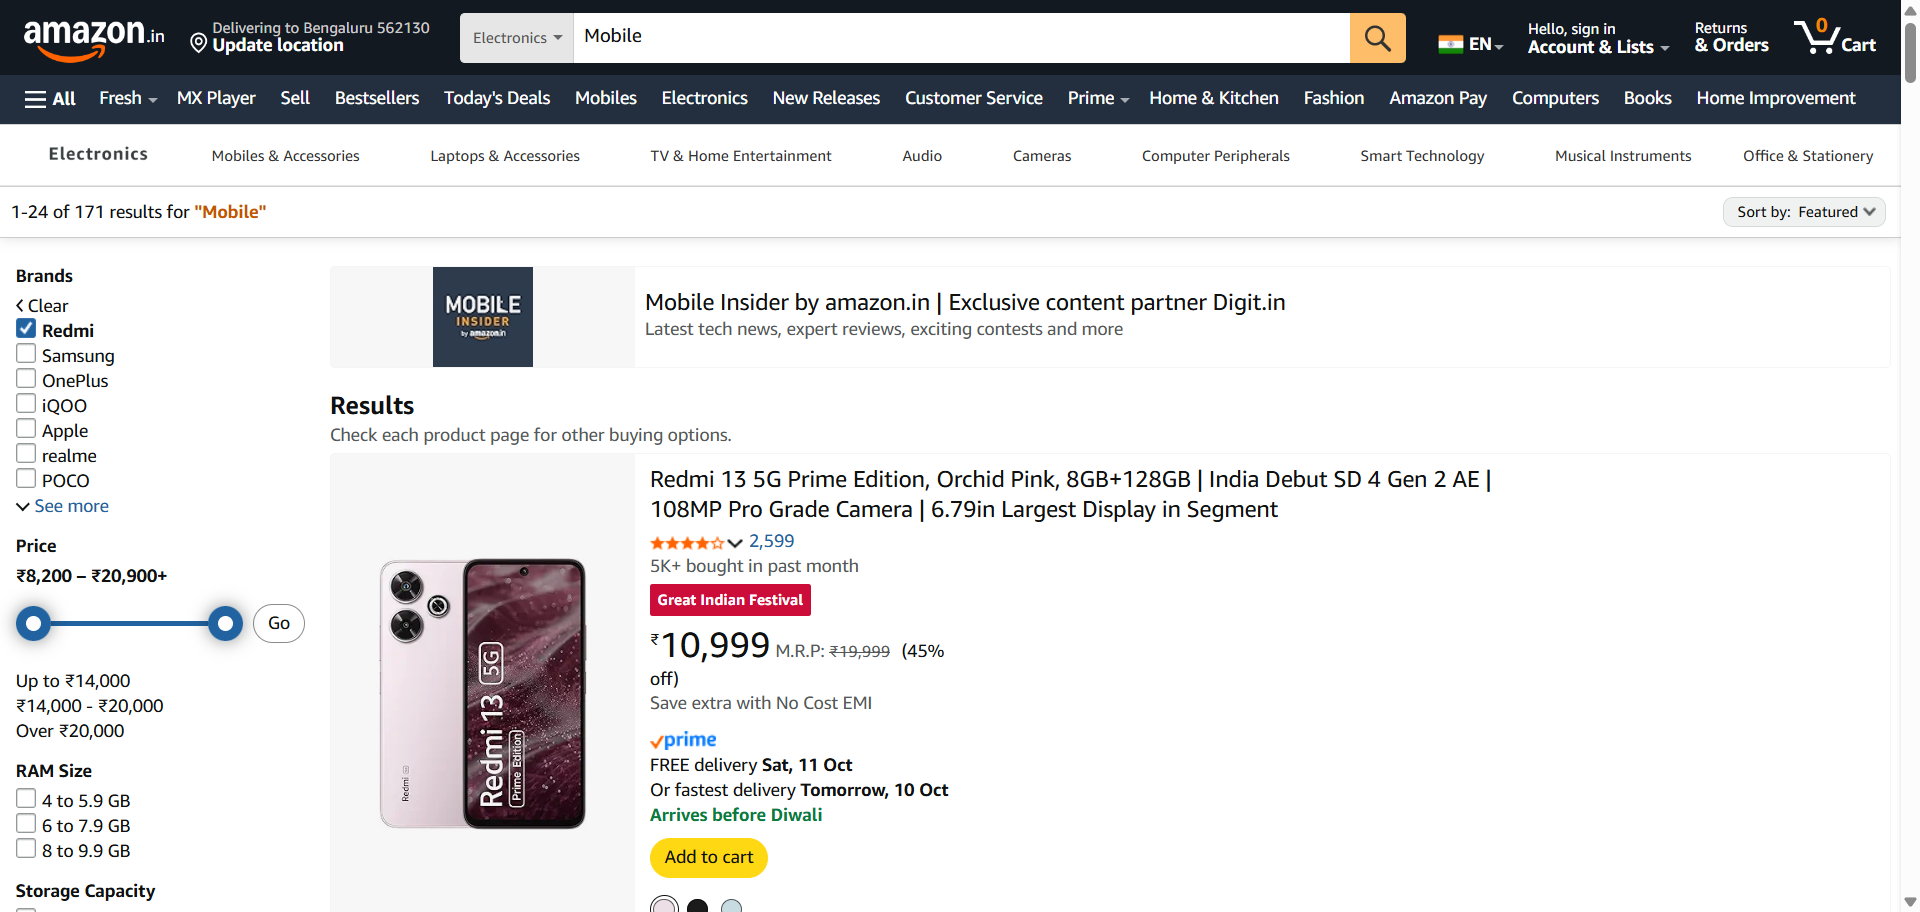 amazon.in
Delivering to Bengaluru 562130
Update location
Electronics
Mobile
EN
Hello, sign in
Account & Lists
Returns
& Orders
0
Cart
All
Fresh
MX Player
Sell
Bestsellers
Today's Deals
Mobiles
Electronics
New Releases
Customer Service
Prime
Home & Kitchen
Fashion
Amazon Pay
Computers
Books
Home Improvement
Electronics
Mobiles & Accessories
Laptops & Accessories
TV & Home Entertainment
Audio
Cameras
Computer Peripherals
Smart Technology
Musical Instruments
Office & Stationery
1-24 of 171 results for "Mobile"
Sort by: Featured
Brands
Clear
Redmi
Samsung
OnePlus
iQOO
Apple
realme
POCO
See more
Price
₹8,200 – ₹20,900+
Go
Up to ₹14,000
₹14,000 - ₹20,000
Over ₹20,000
RAM Size
4 to 5.9 GB
6 to 7.9 GB
8 to 9.9 GB
Storage Capacity
MOBILE
INSIDER
by amazon.in
Mobile Insider by amazon.in | Exclusive content partner Digit.in
Latest tech news, expert reviews, exciting contests and more
Results
Check each product page for other buying options.
Redmi
Redmi 13 5G
Prime Edition
Redmi 13 5G Prime Edition, Orchid Pink, 8GB+128GB | India Debut SD 4 Gen 2 AE |
108MP Pro Grade Camera | 6.79in Largest Display in Segment
2,599
5K+ bought in past month
Great Indian Festival
₹10,999 M.R.P: ₹19,999 (45%
off)
Save extra with No Cost EMI
prime
FREE delivery Sat, 11 Oct
Or fastest delivery Tomorrow, 10 Oct
Arrives before Diwali
Add to cart